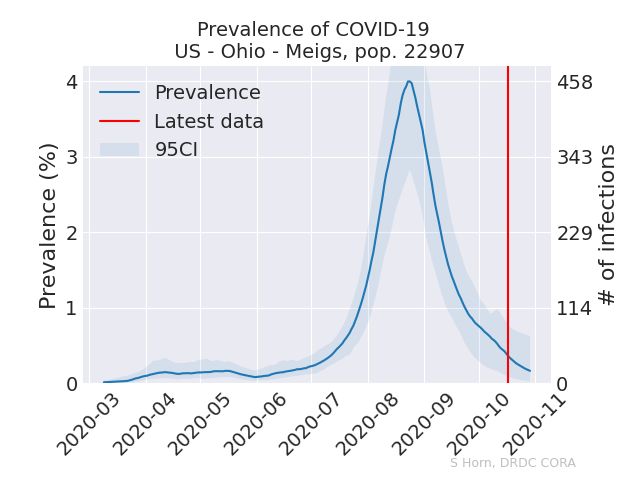 Prevalence of COVID-19
US - Ohio - Meigs, pop. 22907
Prevalence
Latest data
95CI
Prevalence (%)
4
3
2
1
0
458
343
229
114
0
# of infections
2020-03
2020-04
2020-05
2020-06
2020-07
2020-08
2020-09
2020-10
2020-11
S Horn, DRDC CORA